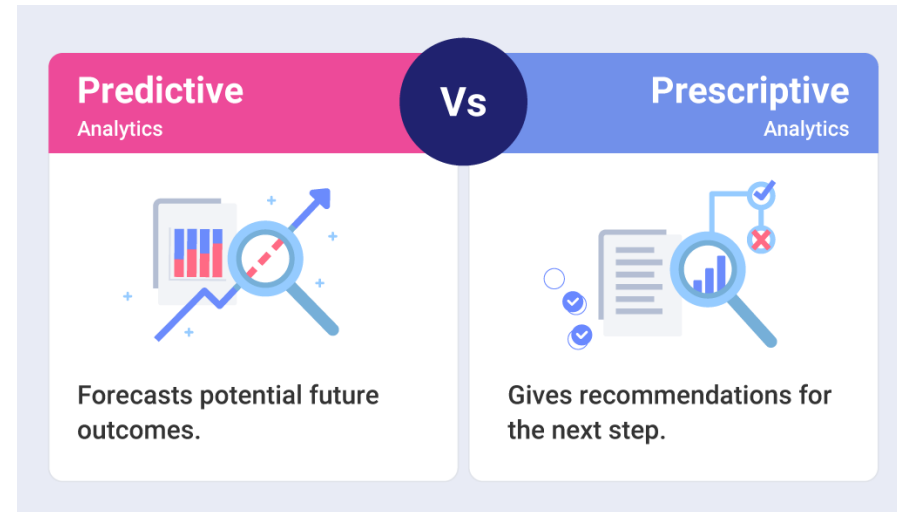 Predictive
Analytics
Vs
Prescriptive
Analytics
Forecasts potential future
outcomes.
Gives recommendations for
the next step.